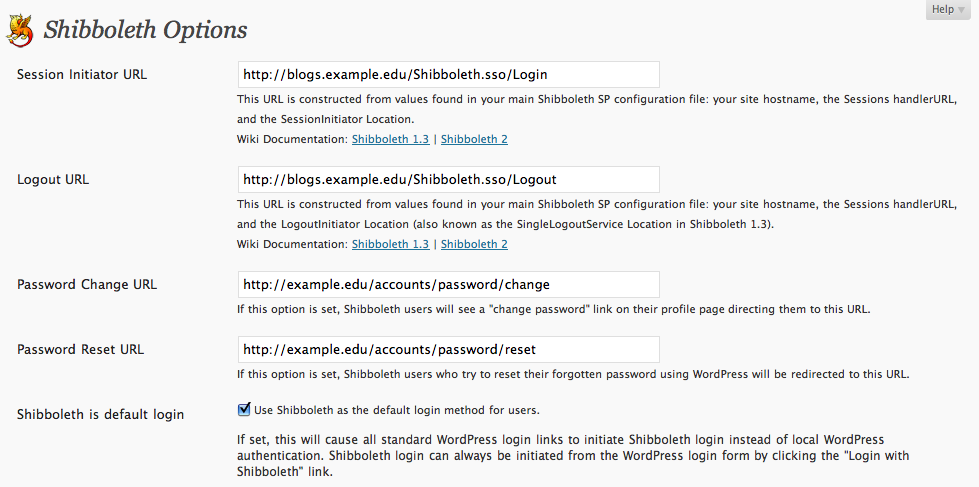 Help
Shibboleth Options
Session Initiator URL
http://blogs.example.edu/Shibboleth.sso/Login
This URL is constructed from values found in your main Shibboleth SP configuration file: your site hostname, the Sessions handlerURL,
and the SessionInitiator Location.
Wiki Documentation: Shibboleth 1.3 | Shibboleth 2
Logout URL
http://blogs.example.edu/Shibboleth.sso/Logout
This URL is constructed from values found in your main Shibboleth SP configuration file: your site hostname, the Sessions handlerURL,
and the LogoutInitiator Location (also known as the SingleLogoutService Location in Shibboleth 1.3).
Wiki Documentation: Shibboleth 1.3 | Shibboleth 2
Password Change URL
http://example.edu/accounts/password/change
If this option is set, Shibboleth users will see a "change password" link on their profile page directing them to this URL.
Password Reset URL
http://example.edu/accounts/password/reset
If this option is set, Shibboleth users who try to reset their forgotten password using WordPress will be redirected to this URL.
Shibboleth is default login
Use Shibboleth as the default login method for users.
If set, this will cause all standard WordPress login links to initiate Shibboleth login instead of local WordPress
authentication. Shibboleth login can always be initiated from the WordPress login form by clicking the "Login with
Shibboleth" link.